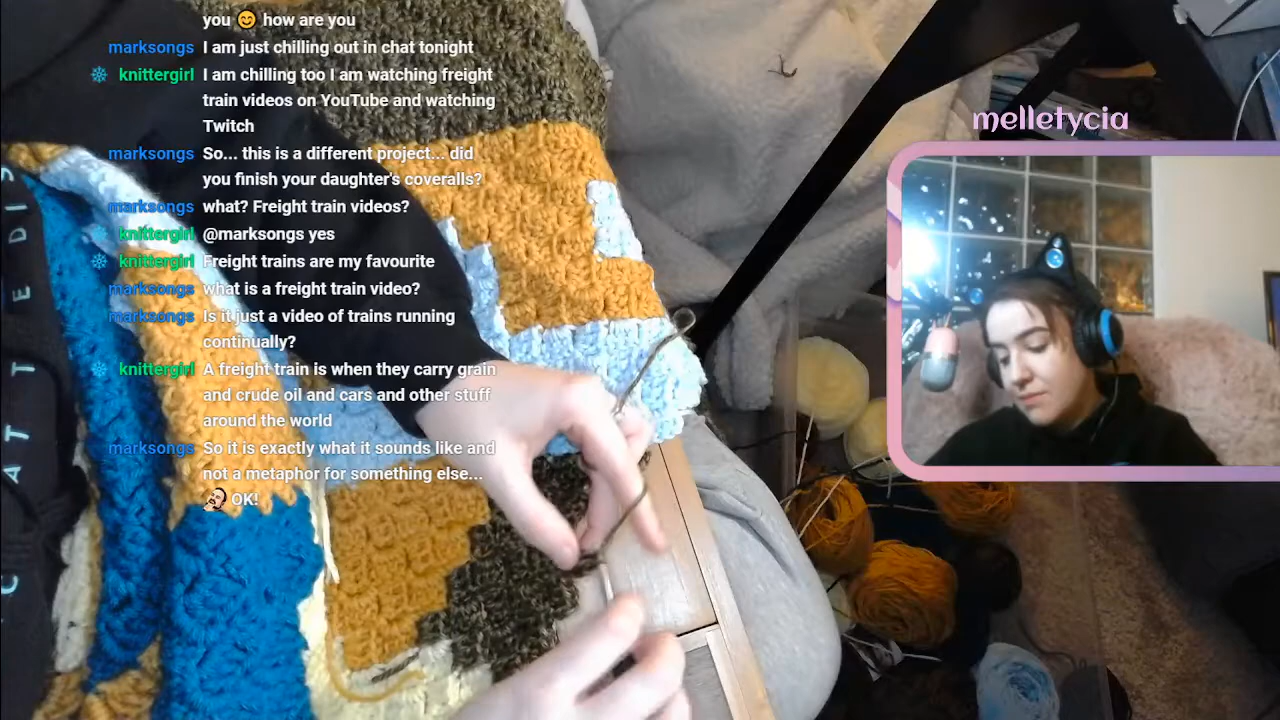 you 😊 how are you
marksongs I am just chilling out in chat tonight
knittergirl I am chilling too I am watching freight
train videos on YouTube and watching
Twitch
marksongs So... this is a different project... did
you finish your daughter's coveralls?
marksongs what? Freight train videos?
knittergirl @marksongs yes
knittergirl Freight trains are my favourite
marksongs what is a freight train video?
marksongs Is it just a video of trains running
continually?
knittergirl A freight train is when they carry grain
and crude oil and cars and other stuff
around the world
marksongs So it is exactly what it sounds like and
not a metaphor for something else...
OK!
melletycia